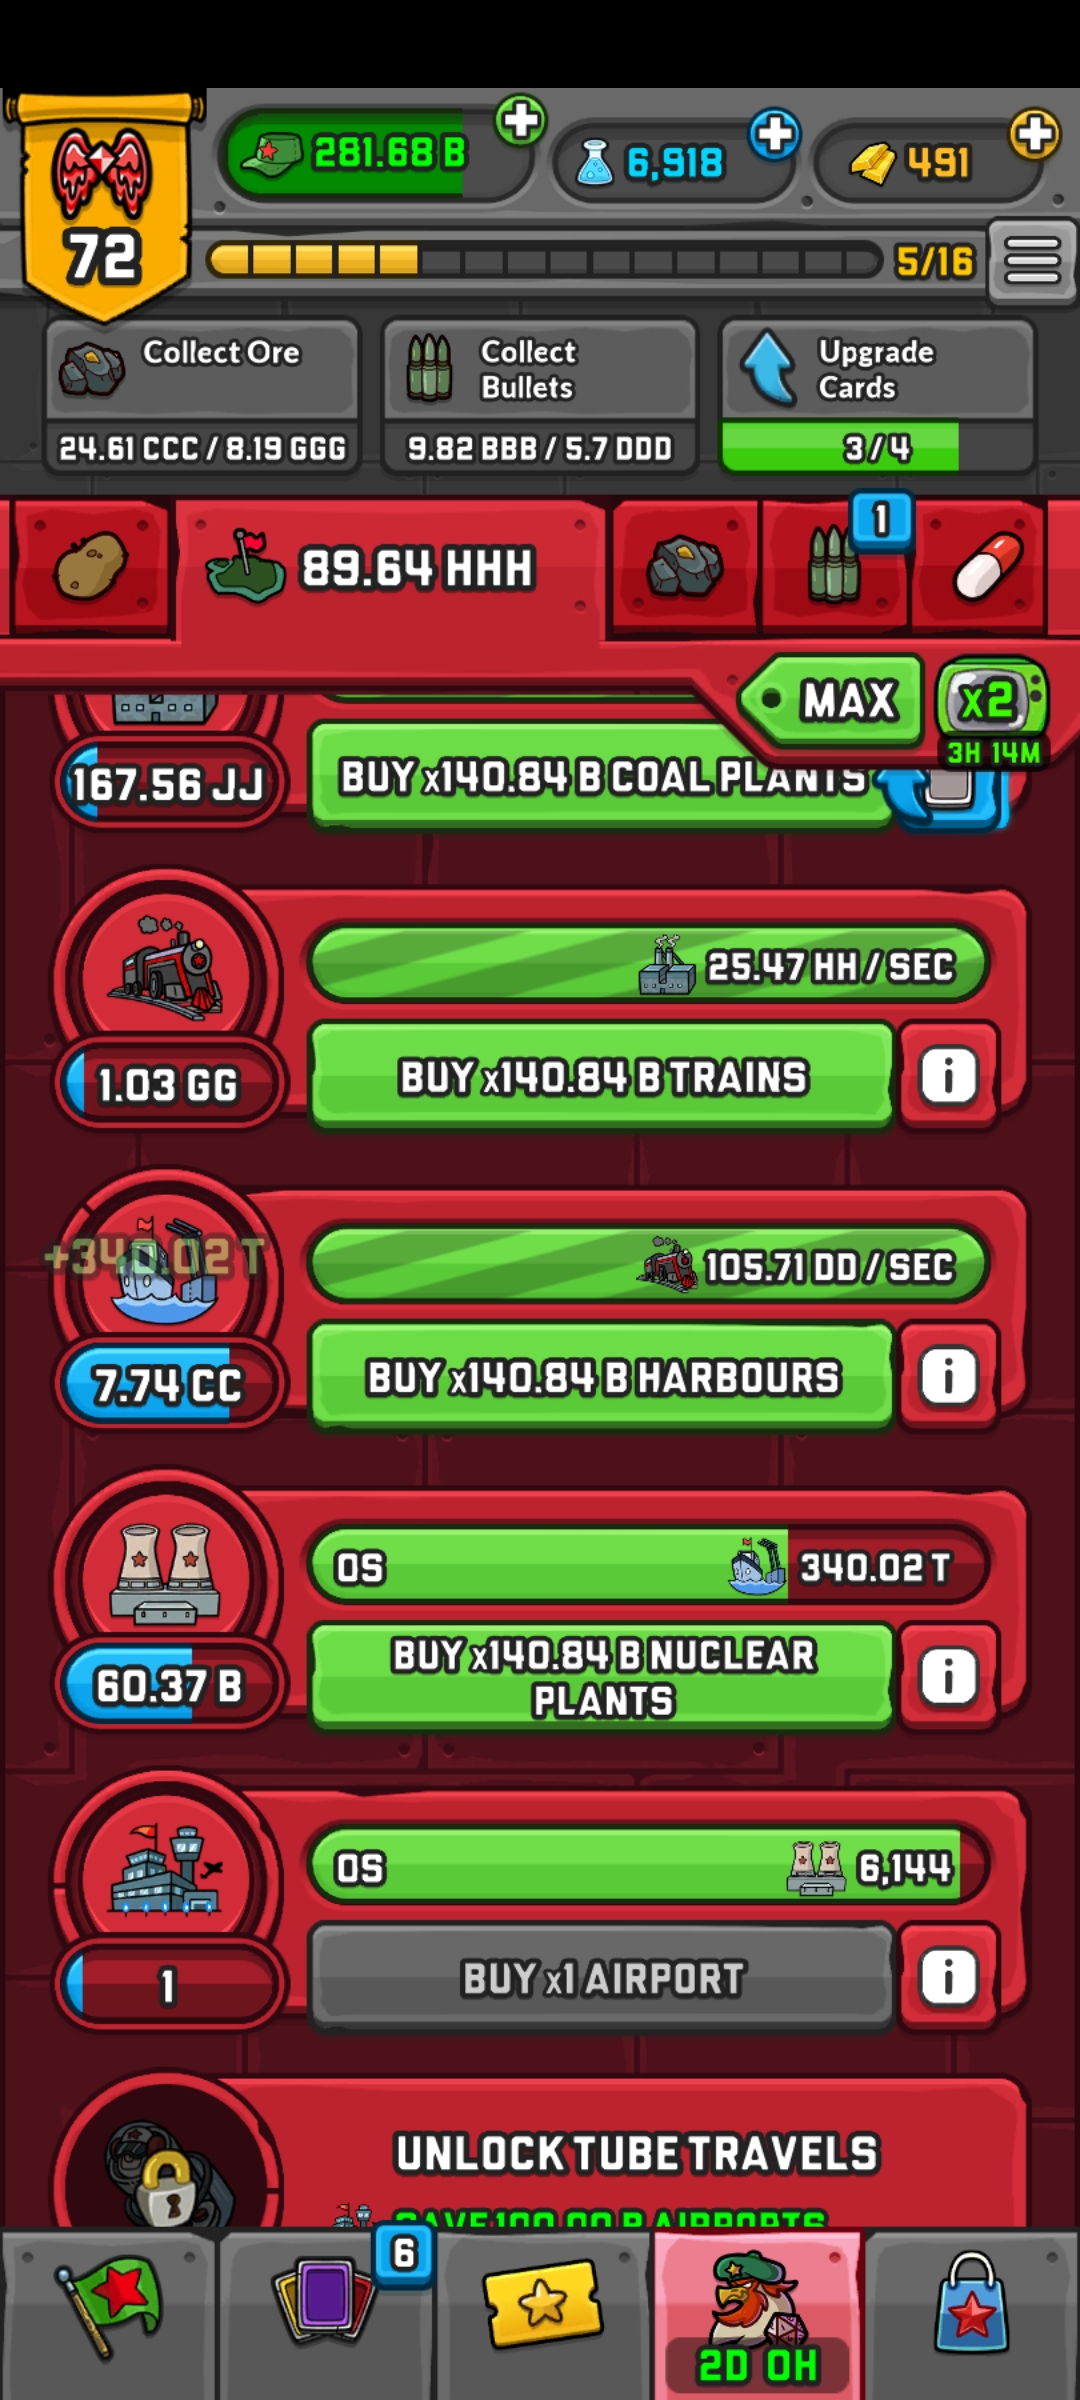 281.68 B
6,918
491
72
5/16
Collect Ore
24.61 CCC / 8.19 GGG
Collect
Bullets
9.82 BBB / 5.7 DDD
Upgrade
Cards
3/4
89.64 HHH
1
MAX
x2
3H 14M
167.56 JJ
BUY x140.84 B COAL PLANTS
25.47 HH / SEC
1.03 GG
BUY x140.84 B TRAINS
i
+340.02 T
105.71 DD / SEC
7.74 CC
BUY x140.84 B HARBOURS
i
0S
340.02 T
60.37 B
BUY x140.84 B NUCLEAR
PLANTS
i
0S
6,144
1
BUY x1 AIRPORT
i
UNLOCK TUBE TRAVELS
SAVE 100.00 B AIRPORTS
6
2D 0H